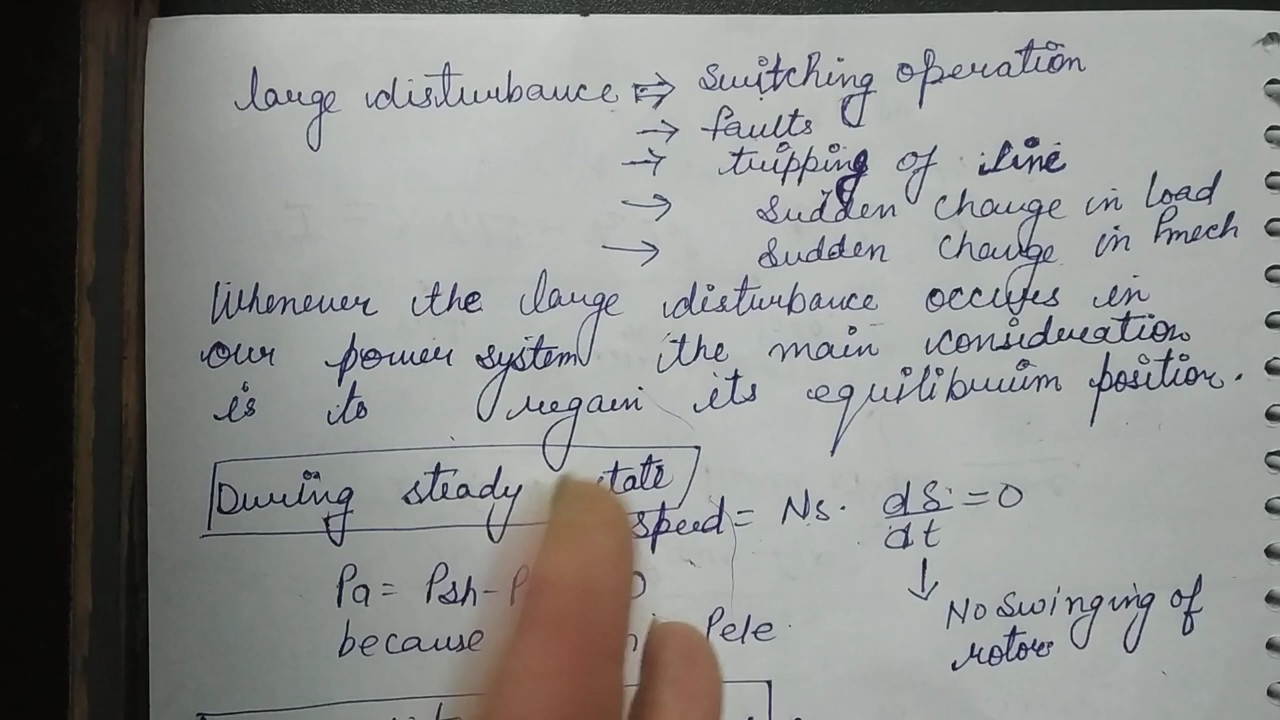 large disturbance ⇒ switching operation
→ faults
→ tripping of line
→ Sudden change in load
→ Sudden change in Pmech
Whenever the large disturbance occurs in
our power system the main consideration
is to regain its equilibrium position.
During steady state
speed = Ns. dδ/dt = 0
↓
Pa = Psh - P
No swinging of
because Pele
rotor